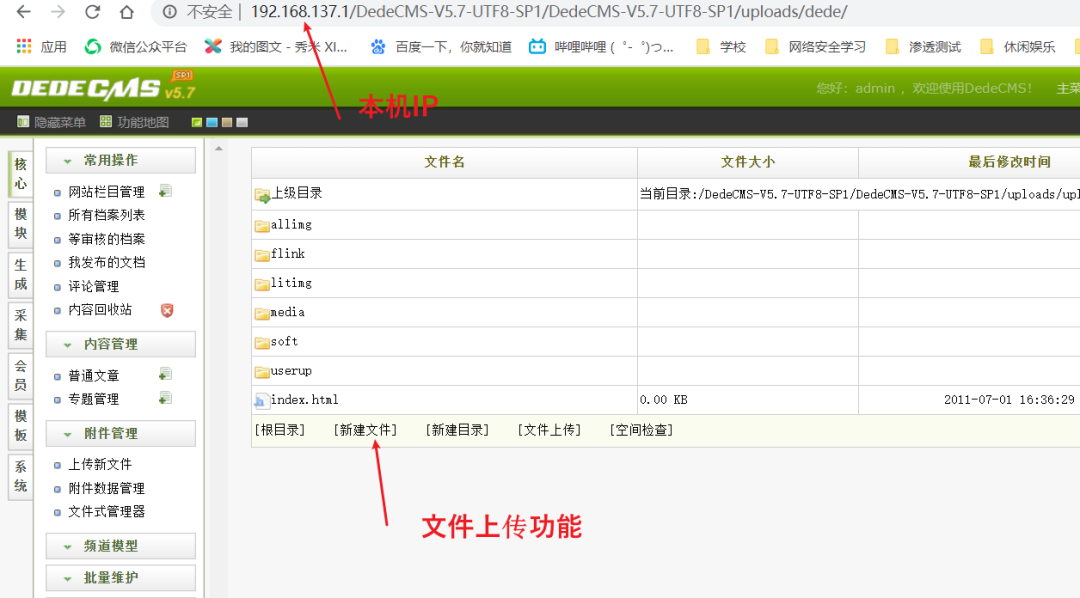 不安全 | 192.168.137.1/DedeCMS-V5.7-UTF8-SP1/DedeCMS-V5.7-UTF8-SP1/uploads/dede/
应用 微信公众平台 我的图文 - 秀米 XI... 百度一下，你就知道 哔哩哔哩 (゜-゜)つ... 学校 网络安全学习 渗透测试 休闲娱乐
DEDECMS v5.7 SP1
您好：admin ，欢迎使用DedeCMS！ 主菜
本机IP
隐藏菜单 功能地图
核心
模块
生成
采集
会员
模板
系统
常用操作
网站栏目管理
所有档案列表
等审核的档案
我发布的文档
评论管理
内容回收站
内容管理
普通文章
专题管理
附件管理
上传新文件
附件数据管理
文件式管理器
频道模型
批量维护
文件名 文件大小 最后修改时间
上级目录 当前目录:/DedeCMS-V5.7-UTF8-SP1/DedeCMS-V5.7-UTF8-SP1/uploads/upl
allimg
flink
litimg
media
soft
userup
index.html 0.00 KB 2011-07-01 16:36:29
[根目录] [新建文件] [新建目录] [文件上传] [空间检查]
文件上传功能